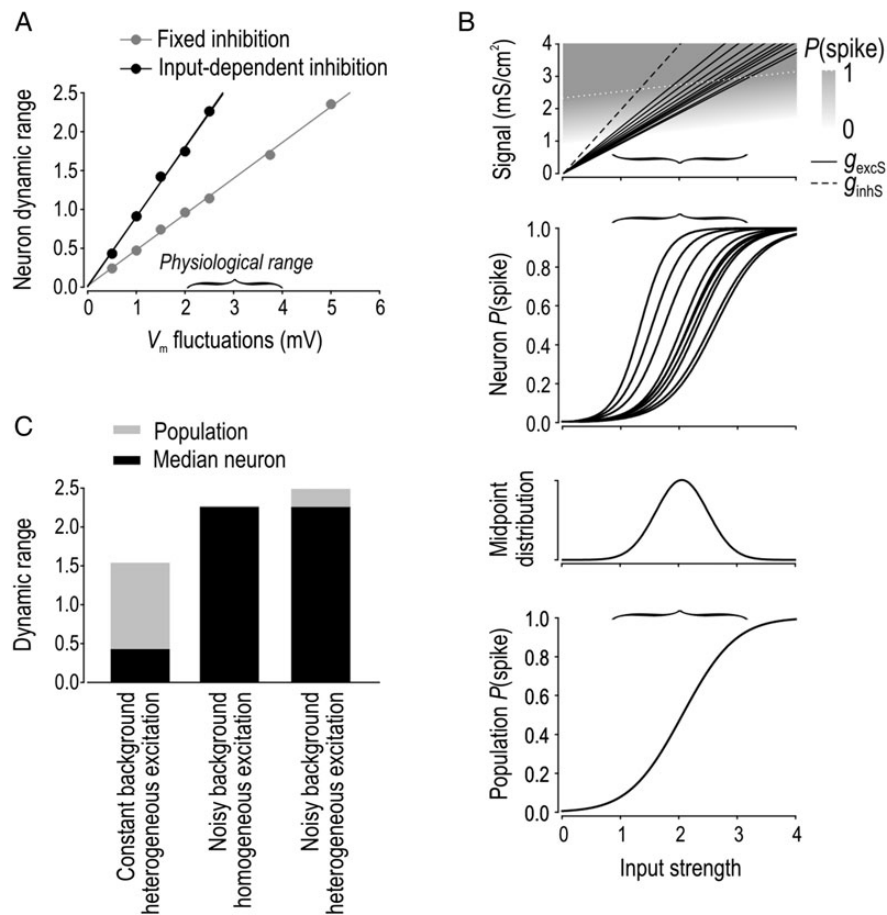 A
Fixed inhibition
Input-dependent inhibition
Neuron dynamic range
2.5
2.0
1.5
1.0
0.5
0.0
Physiological range
0 1 2 3 4 5 6
Vm fluctuations (mV)
B
Signal (mS/cm²)
4
3
2
1
0
P(spike)
1
0
gexcS
ginhS
Neuron P(spike)
1.0
0.8
0.6
0.4
0.2
0.0
Midpoint
distribution
Population P(spike)
1.0
0.8
0.6
0.4
0.2
0.0
0 1 2 3 4
Input strength
C
Population
Median neuron
Dynamic range
2.5
2.0
1.5
1.0
0.5
0.0
Constant background
heterogeneous excitation
Noisy background
homogeneous excitation
Noisy background
heterogeneous excitation